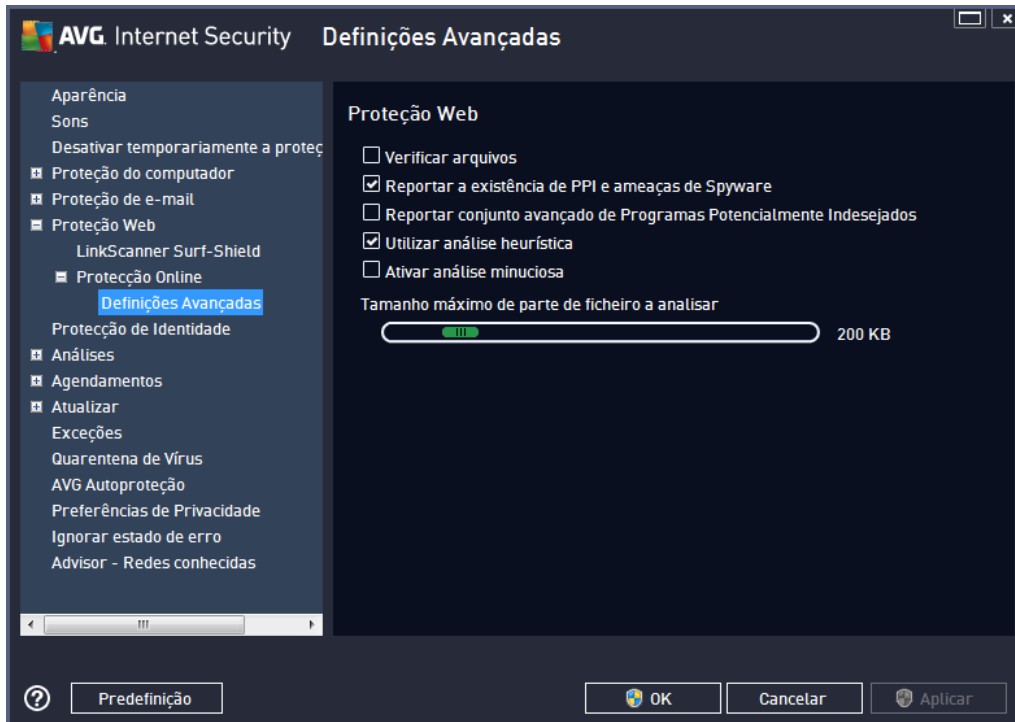 AVG. Internet Security Definições Avançadas
Aparência
Sons
Desativar temporariamente a proteç
Proteção do computador
Proteção de e-mail
Proteção Web
LinkScanner Surf-Shield
Protecção Online
Definições Avançadas
Protecção de Identidade
Análises
Agendamentos
Atualizar
Exceções
Quarentena de Vírus
AVG Autoproteção
Preferências de Privacidade
Ignorar estado de erro
Advisor - Redes conhecidas
Proteção Web
Verificar arquivos
Reportar a existência de PPI e ameaças de Spyware
Reportar conjunto avançado de Programas Potencialmente Indesejados
Utilizar análise heurística
Ativar análise minuciosa
Tamanho máximo de parte de ficheiro a analisar
200 KB
Predefinição
OK
Cancelar
Aplicar